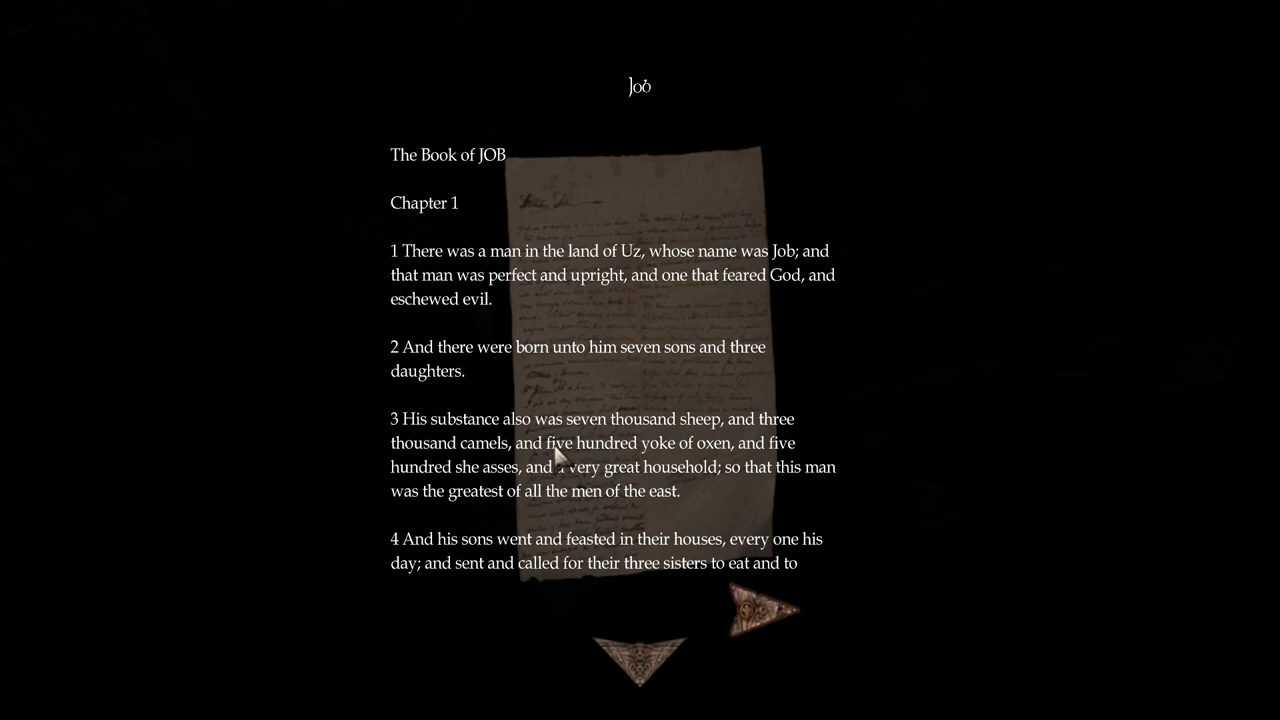 Job
The Book of JOB
Chapter 1
1 There was a man in the land of Uz, whose name was Job; and
that man was perfect and upright, and one that feared God, and
eschewed evil.
2 And there were born unto him seven sons and three
daughters.
3 His substance also was seven thousand sheep, and three
thousand camels, and five hundred yoke of oxen, and five
hundred she asses, and a very great household; so that this man
was the greatest of all the men of the east.
4 And his sons went and feasted in their houses, every one his
day; and sent and called for their three sisters to eat and to